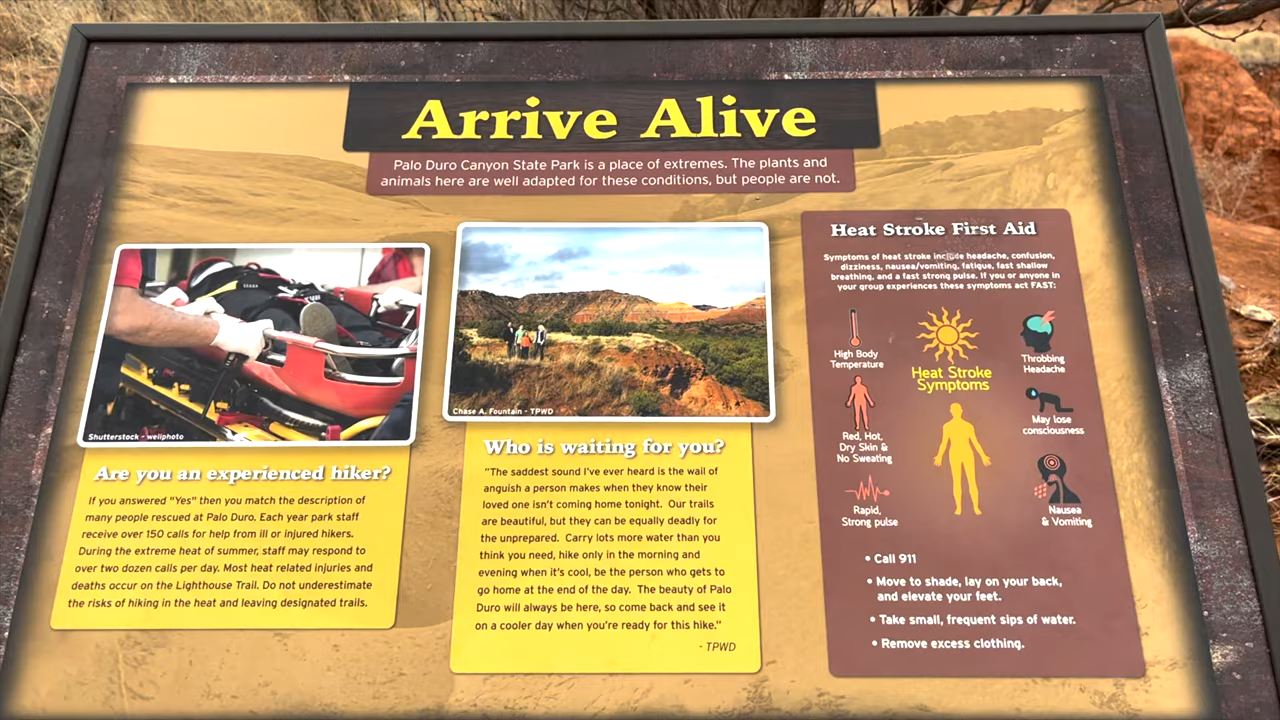 Arrive Alive
Palo Duro Canyon State Park is a place of extremes. The plants and
animals here are well adapted for these conditions, but people are not.
Shutterstock - wellphoto
Are you an experienced hiker?
If you answered "Yes" then you match the description of
many people rescued at Palo Duro. Each year park staff
receive over 150 calls for help from ill or injured hikers.
During the extreme heat of summer, staff may respond to
over two dozen calls per day. Most heat related injuries and
deaths occur on the Lighthouse Trail. Do not underestimate
the risks of hiking in the heat and leaving designated trails.
Chase A. Fountain - TPWD
Who is waiting for you?
"The saddest sound I've ever heard is the wail of
anguish a person makes when they know their
loved one isn't coming home tonight. Our trails
are beautiful, but they can be equally deadly for
the unprepared. Carry lots more water than you
think you need, hike only in the morning and
evening when it's cool, be the person who gets to
go home at the end of the day. The beauty of Palo
Duro will always be here, so come back and see it
on a cooler day when you're ready for this hike."
- TPWD
Heat Stroke First Aid
Symptoms of heat stroke include headache, confusion,
dizziness, nausea/vomiting, fatigue, fast shallow
breathing, and a fast strong pulse. If you or anyone in
your group experiences these symptoms act FAST:
High Body
Temperature
Red, Hot,
Dry Skin &
No Sweating
Rapid,
Strong pulse
Heat Stroke
Symptoms
Throbbing
Headache
May lose
consciousness
Nausea
& Vomiting
• Call 911
• Move to shade, lay on your back,
and elevate your feet.
• Take small, frequent sips of water.
• Remove excess clothing.